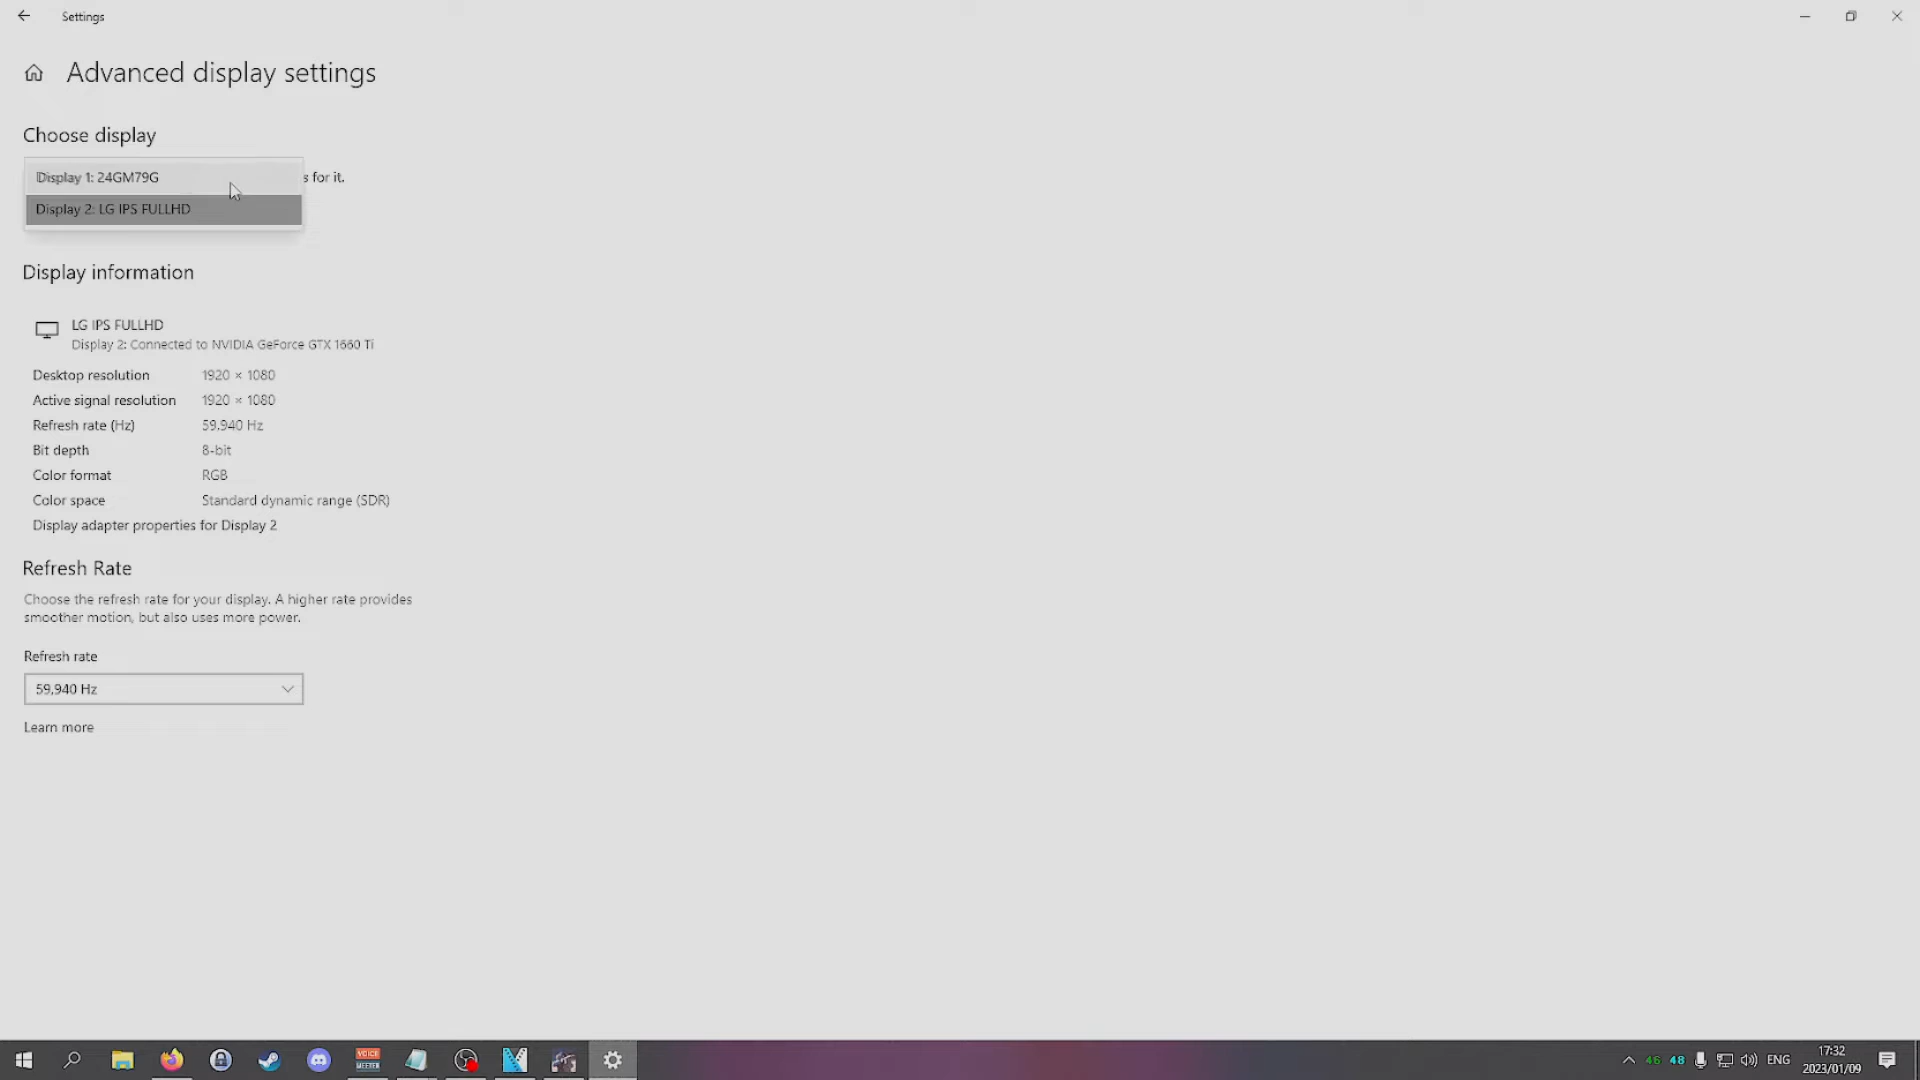 Settings
Advanced display settings
Choose display
Display 1: 24GM79G
s for it.
Display 2: LG IPS FULLHD
Display information
LG IPS FULLHD
Display 2: Connected to NVIDIA GeForce GTX 1660 Ti
Desktop resolution 1920 × 1080
Active signal resolution 1920 × 1080
Refresh rate (Hz) 59,940 Hz
Bit depth 8-bit
Color format RGB
Color space Standard dynamic range (SDR)
Display adapter properties for Display 2
Refresh Rate
Choose the refresh rate for your display. A higher rate provides
smoother motion, but also uses more power.
Refresh rate
59,940 Hz
Learn more
VOICE
MEETER
46 48 ENG
17:32
2023/01/09